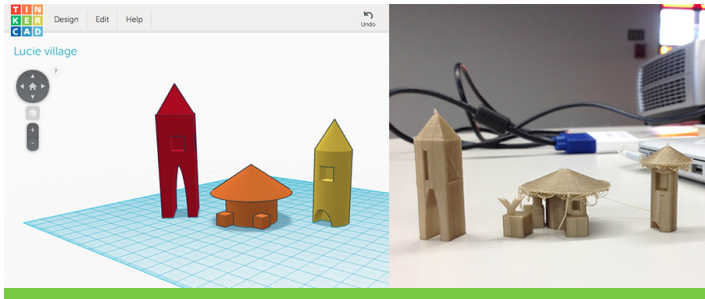 TIN
KER
CAD
Design
Edit
Help
Undo
Lucie village
?
+
-